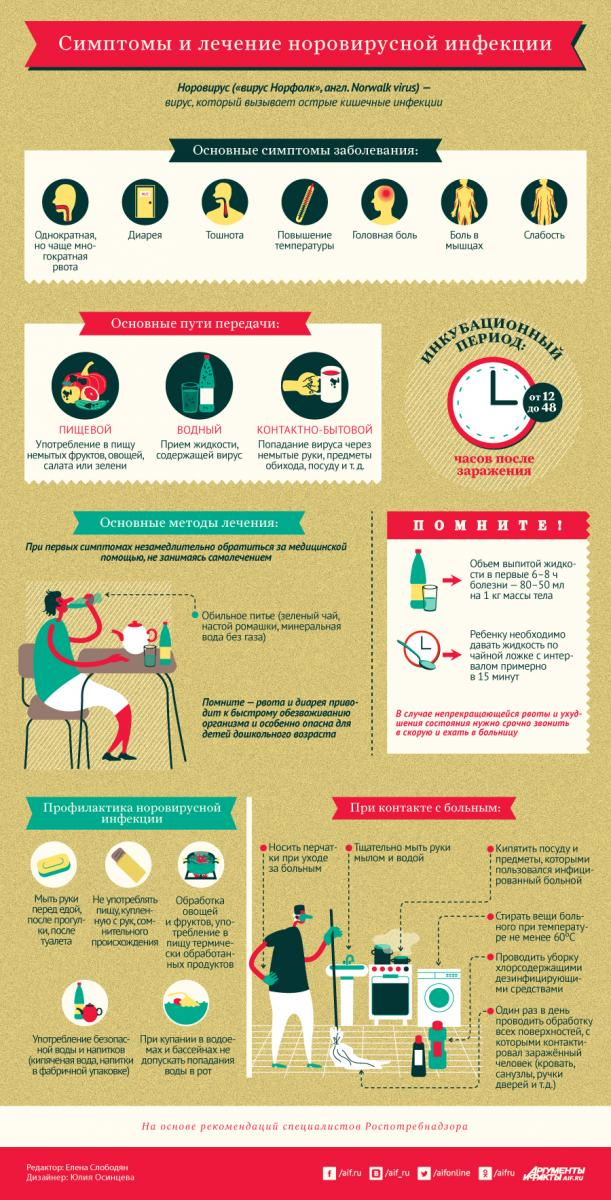 Симптомы и лечение норовирусной инфекции
Норовирус («вирус Норфолк», англ. Norwalk virus) —
вирус, который вызывает острые кишечные инфекции
Основные симптомы заболевания:
Однократная,
но чаще мно-
гократная
рвота
Диарея
Тошнота
Повышение
температуры
Головная боль
Боль в
мышцах
Слабость
Основные пути передачи:
ПИЩЕВОЙ
Употребление в пищу
немытых фруктов, овощей,
салата или зелени
ВОДНЫЙ
Прием жидкости,
содержащей вирус
КОНТАКТНО-БЫТОВОЙ
Попадание вируса через
немытые руки, предметы
обихода, посуду и т. д.
ИНКУБАЦИОННЫЙ
ПЕРИОД:
от 12
до 48
часов после
заражения
Основные методы лечения:
При первых симптомах незамедлительно обратиться за медицинской
помощью, не занимаясь самолечением
Обильное питье (зеленый чай,
настой ромашки, минеральная
вода без газа)
Помните — рвота и диарея приво-
дит к быстрому обезвоживанию
организма и особенно опасна для
детей дошкольного возраста
ПОМНИТЕ!
Объем выпитой жидко-
сти в первые 6–8 ч
болезни — 80–50 мл
на 1 кг массы тела
Ребенку необходимо
давать жидкость по
чайной ложке с интер-
валом примерно
в 15 минут
В случае непрекращающейся рвоты и ухуд-
шения состояния нужно срочно звонить
в скорую и ехать в больницу
Профилактика норовирусной
инфекции
Мыть руки
перед едой,
после прогул-
ки, после
туалета
Не употреблять
пищу, куплен-
ную с рук, сом-
нительного
происхождения
Обработка
овощей
и фруктов, упо-
требление в
пищу термиче-
ски обработан-
ных продуктов
Употребление безопас-
ной воды и напитков
(кипяченая вода, напитки
в фабричной упаковке)
При купании в водое-
мах и бассейнах не
допускать попадания
воды в рот
При контакте с больным:
Носить перчат-
ки при уходе
за больным
Тщательно мыть руки
мылом и водой
Кипятить посуду и
предметы, которыми
пользовался инфици-
рованный больной
Стирать вещи боль-
ного при температу-
ре не менее 60°С
Проводить уборку
хлорсодержащими
дезинфицирующи-
ми средствами
Один раз в день
проводить обработку
всех поверхностей, с
которыми контакти-
ровал заражённый
человек (кровать,
санузлы, ручки
дверей и т.д.)
На основе рекомендаций специалистов Роспотребнадзора
Редактор: Елена Слободян
Дизайнер: Юлия Осинцева
/aif.ru
/aif_ru
/aifonline
/aifru
АРГУМЕНТЫ
И ФАКТЫ AIF.RU